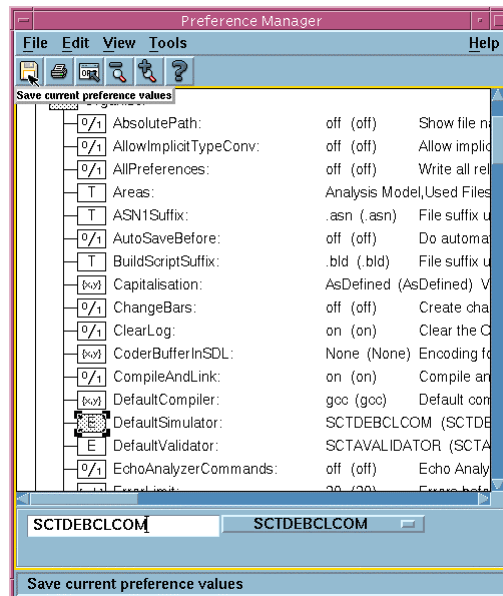 Preference Manager
File Edit View Tools Help
Save current preference values
0/1 AbsolutePath: off (off) Show file na
0/1 AllowImplicitTypeConv: off (off) Allow implic
0/1 AllPreferences: off (off) Write all rel
T Areas: Analysis Model,Used Files
T ASN1Suffix: .asn (.asn) File suffix u
0/1 AutoSaveBefore: off (off) Do automa
T BuildScriptSuffix: .bld (.bld) File suffix u
{x,y} Capitalisation: AsDefined (AsDefined) V
0/1 ChangeBars: off (off) Create cha
0/1 ClearLog: on (on) Clear the O
{x,y} CoderBufferInSDL: None (None) Encoding fo
0/1 CompileAndLink: on (on) Compile an
{x,y} DefaultCompiler: gcc (gcc) Default com
E DefaultSimulator: SCTDEBCLCOM (SCTDE
E DefaultValidator: SCTAVALIDATOR (SCTA
0/1 EchoAnalyzerCommands: off (off) Echo Analy
SCTDEBCLCOM SCTDEBCLCOM
Save current preference values